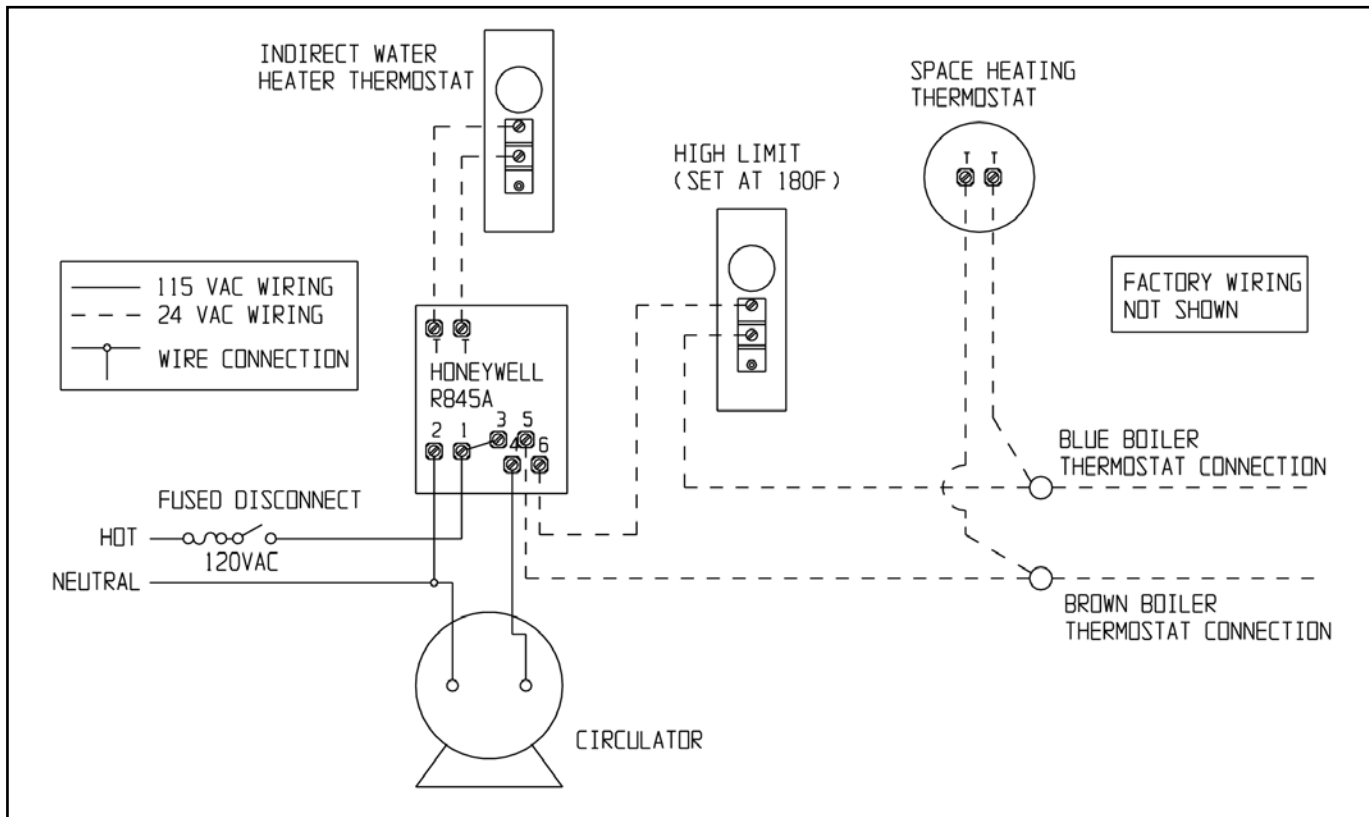 INDIRECT WATER
HEATER THERMOSTAT
SPACE HEATING
THERMOSTAT
T T
HIGH LIMIT
(SET AT 180F)
115 VAC WIRING
24 VAC WIRING
WIRE CONNECTION
FACTORY WIRING
NOT SHOWN
T T
HONEYWELL
R845A
2 1 3 5
4 6
BLUE BOILER
THERMOSTAT CONNECTION
FUSED DISCONNECT
HOT
120VAC
NEUTRAL
BROWN BOILER
THERMOSTAT CONNECTION
CIRCULATOR